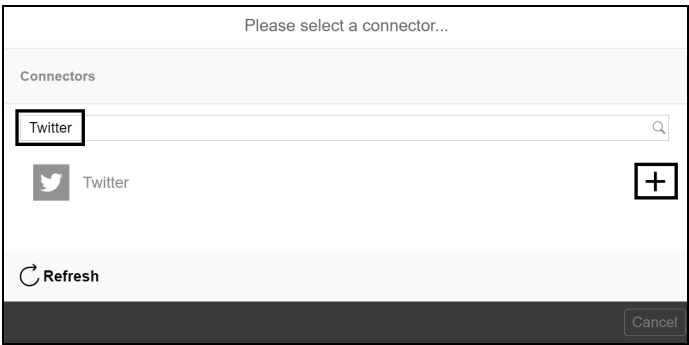 Please select a connector...
Connectors
Twitter
Twitter
Refresh
Cancel